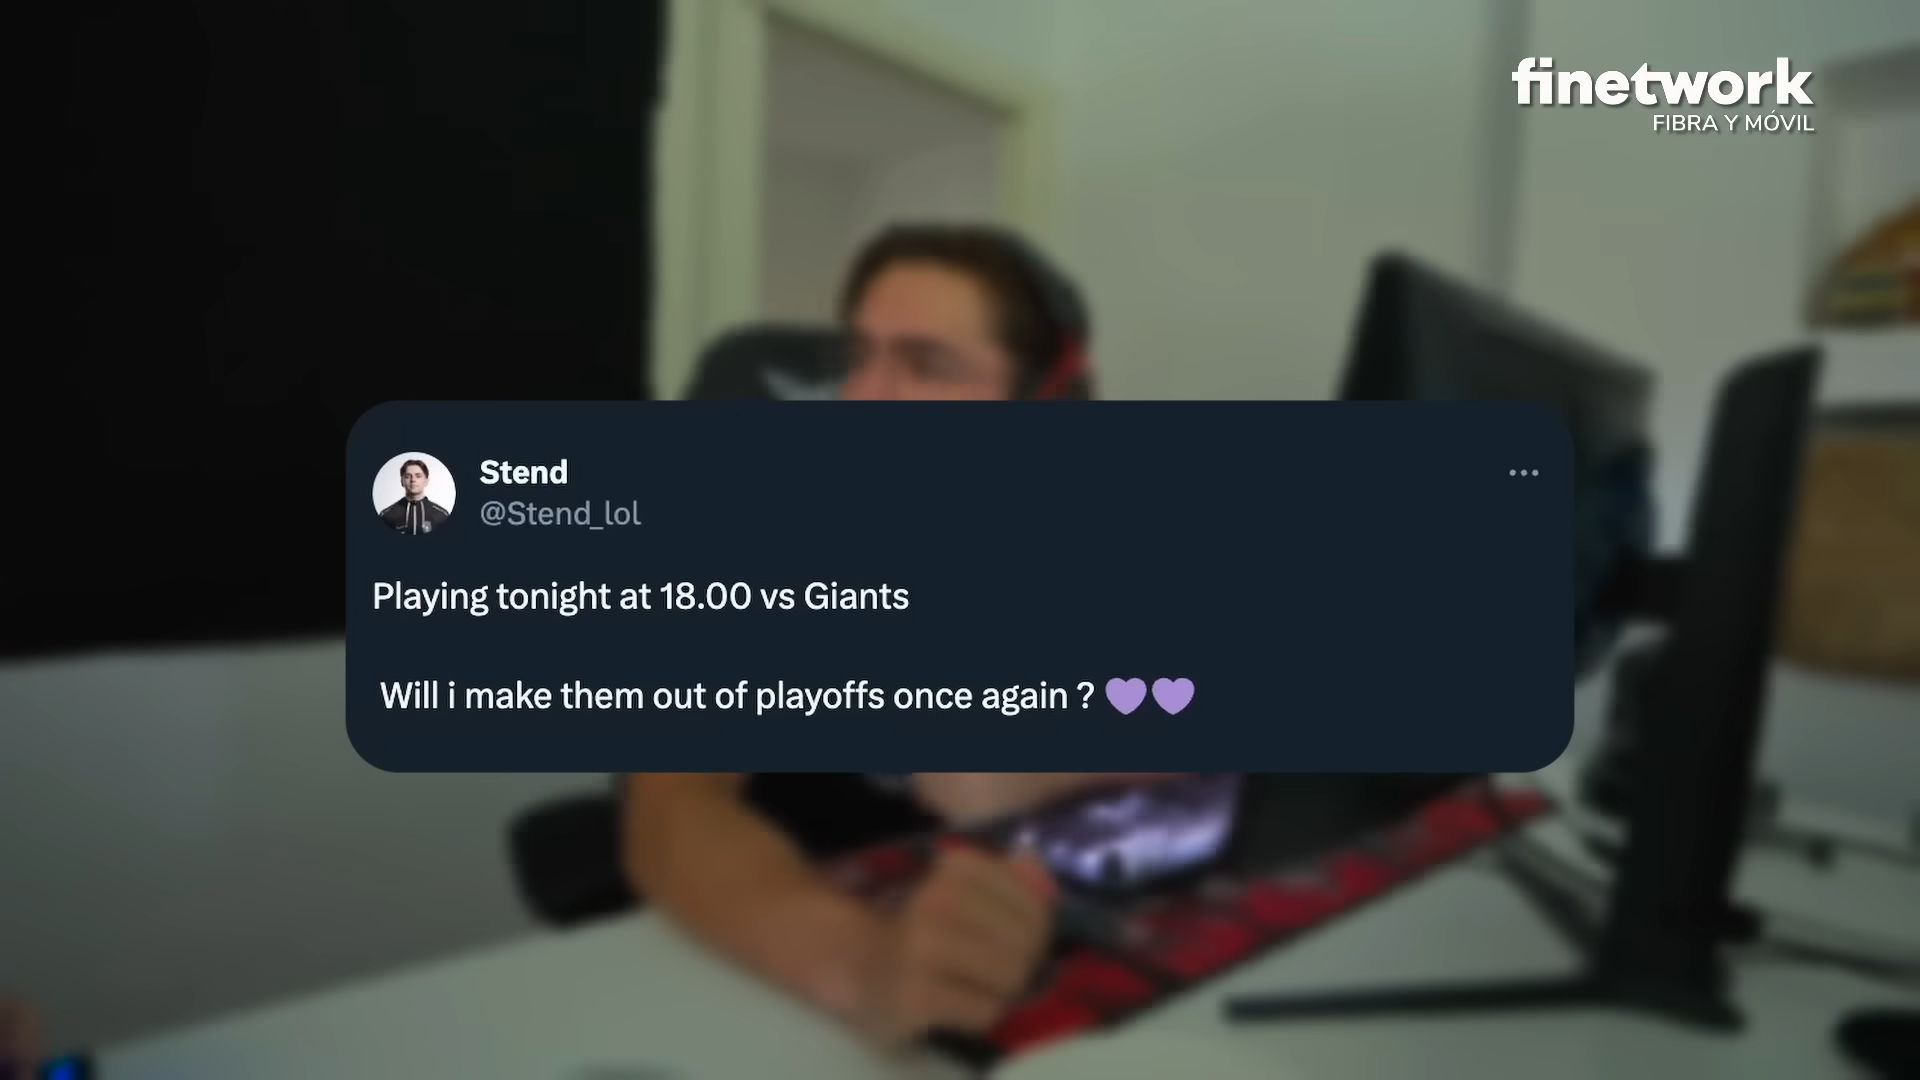 finetwork
FIBRA Y MÓVIL
Stend
@Stend_lol
Playing tonight at 18.00 vs Giants
Will i make them out of playoffs once again ? 💜💜